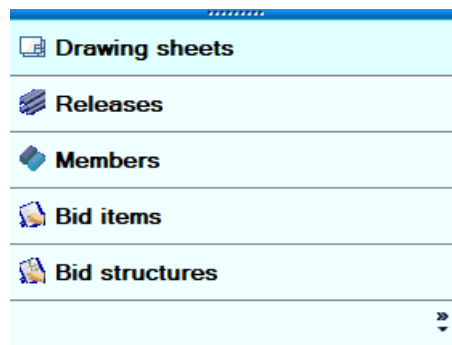 Drawing sheets
Releases
Members
Bid items
Bid structures